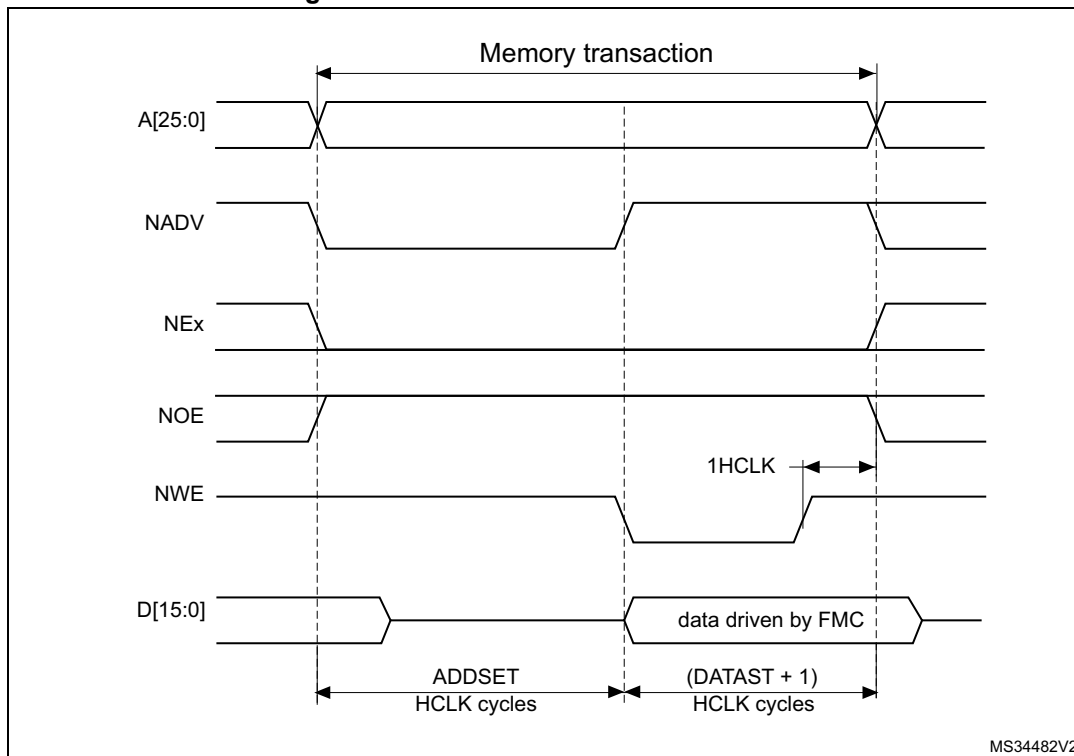 Memory transaction
A[25:0]
NADV
NEx
NOE
1HCLK
NWE
D[15:0]
data driven by FMC
ADDSET
HCLK cycles
(DATAST + 1)
HCLK cycles
MS34482V2